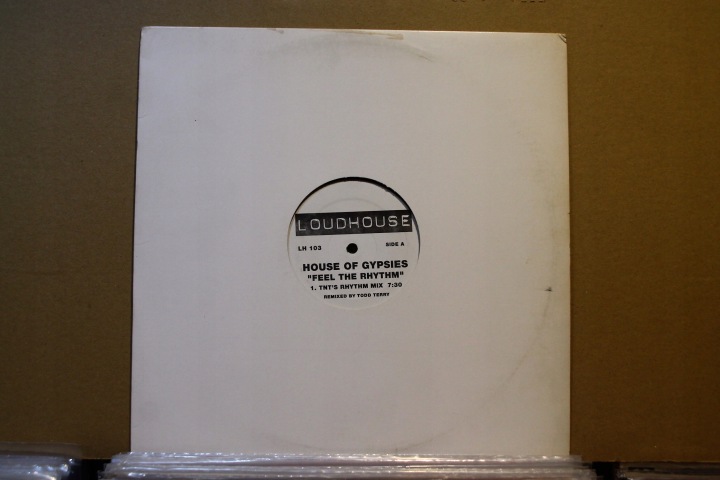 LOUDHOUSE
LH 103 SIDE A
HOUSE OF GYPSIES
"FEEL THE RHYTHM"
1. TNT'S RHYTHM MIX 7:30
REMIXED BY TODD TERRY